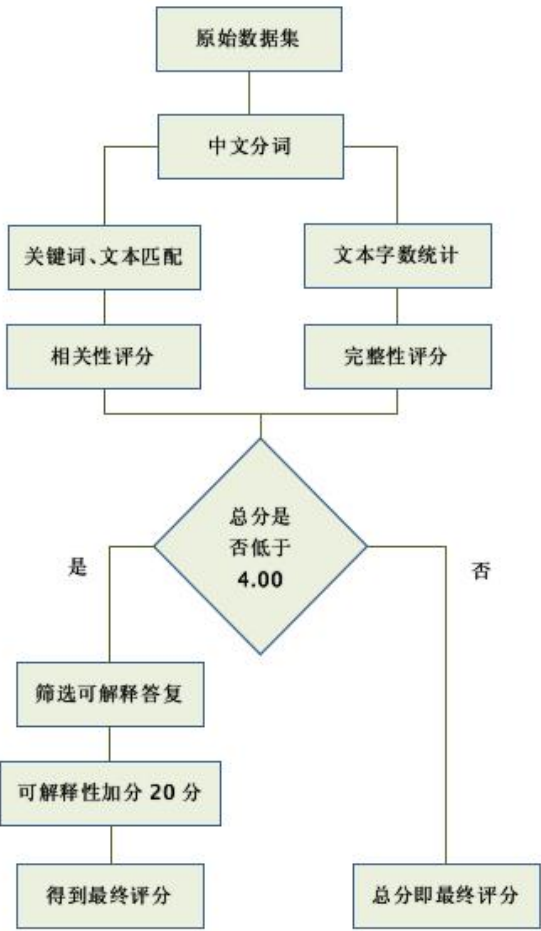 原始数据集
中文分词
关键词、文本匹配
文本字数统计
相关性评分
完整性评分
总分是
否低于
4.00
是
否
筛选可解释答复
可解释性加分 20 分
得到最终评分
总分即最终评分